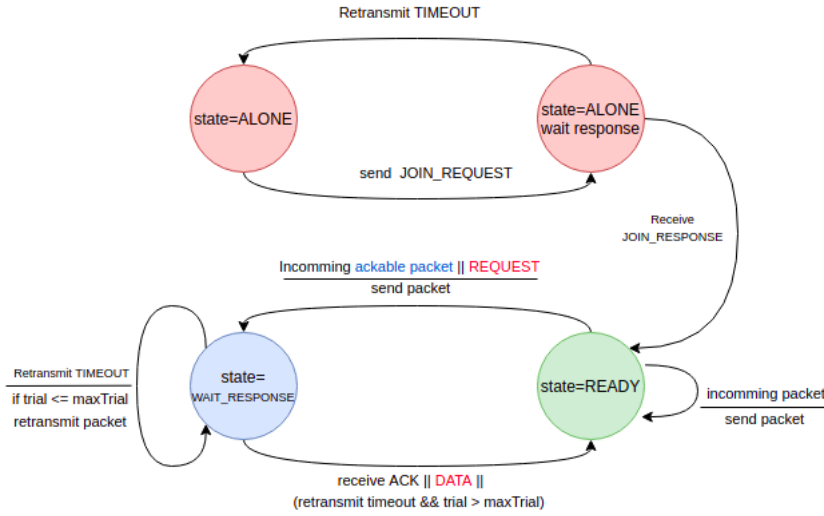 Retransmit TIMEOUT
state=ALONE
state=ALONE
wait response
send JOIN_REQUEST
Receive
JOIN_RESPONSE
Incomming ackable packet || REQUEST
send packet
Retransmit TIMEOUT
if trial <= maxTrial
retransmit packet
state=
WAIT_RESPONSE
state=READY
incomming packet
send packet
receive ACK || DATA ||
(retransmit timeout && trial > maxTrial)